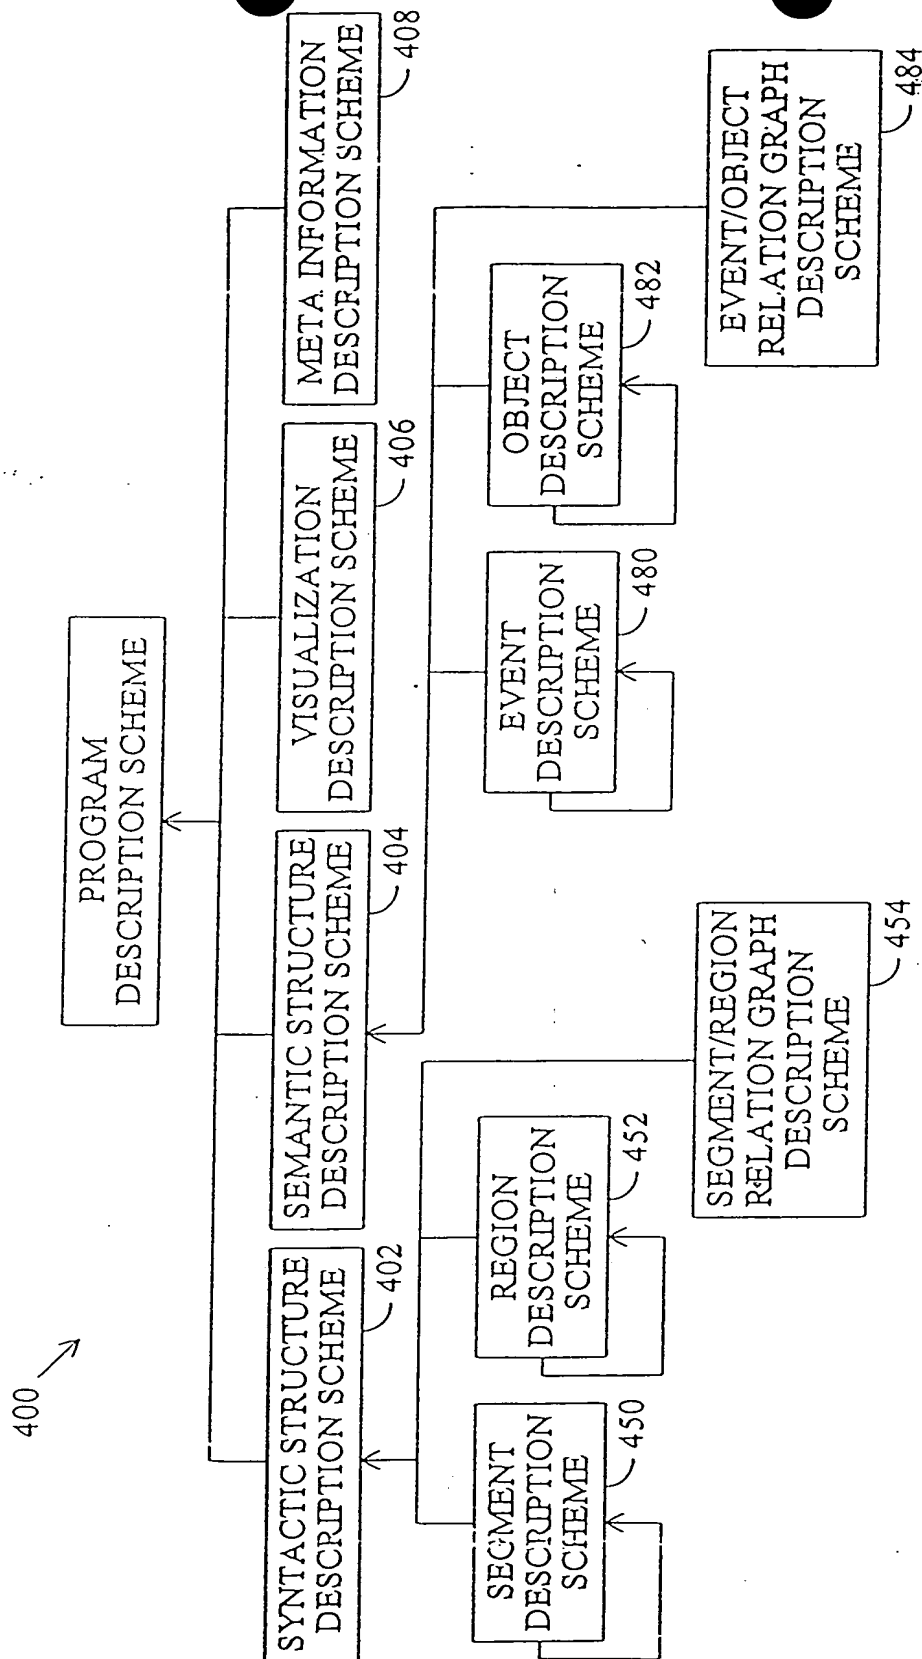 400
PROGRAM
DESCRIPTION SCHEME
SYNTACTIC STRUCTURE
DESCRIPTION SCHEME
402
SEMANTIC STRUCTURE
DESCRIPTION SCHEME
404
VISUALIZATION
DESCRIPTION SCHEME
406
META INFORMATION
DESCRIPTION SCHEME
408
SEGMENT
DESCRIPTION
SCHEME
450
REGION
DESCRIPTION
SCHEME
452
SEGMENT/REGION
RELATION GRAPH
DESCRIPTION
SCHEME
454
EVENT
DESCRIPTION
SCHEME
480
OBJECT
DESCRIPTION
SCHEME
482
EVENT/OBJECT
RELATION GRAPH
DESCRIPTION
SCHEME
484